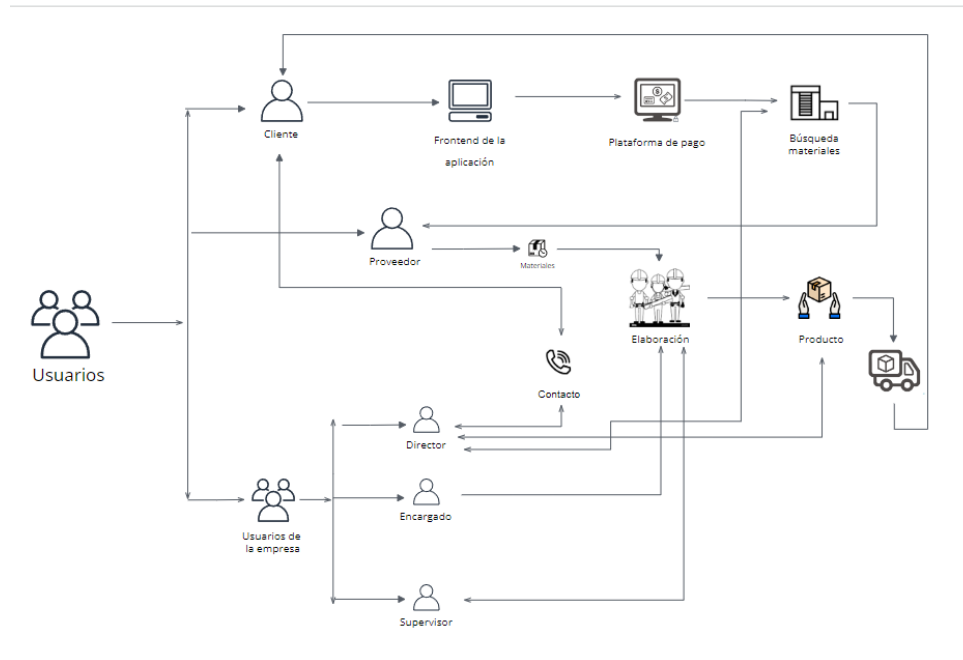 Cliente
Frontend de la
aplicación
Plataforma de pago
Búsqueda
materiales
Proveedor
Materiales
Elaboración
Producto
Usuarios
Contacto
Director
Encargado
Usuarios de
la empresa
Supervisor